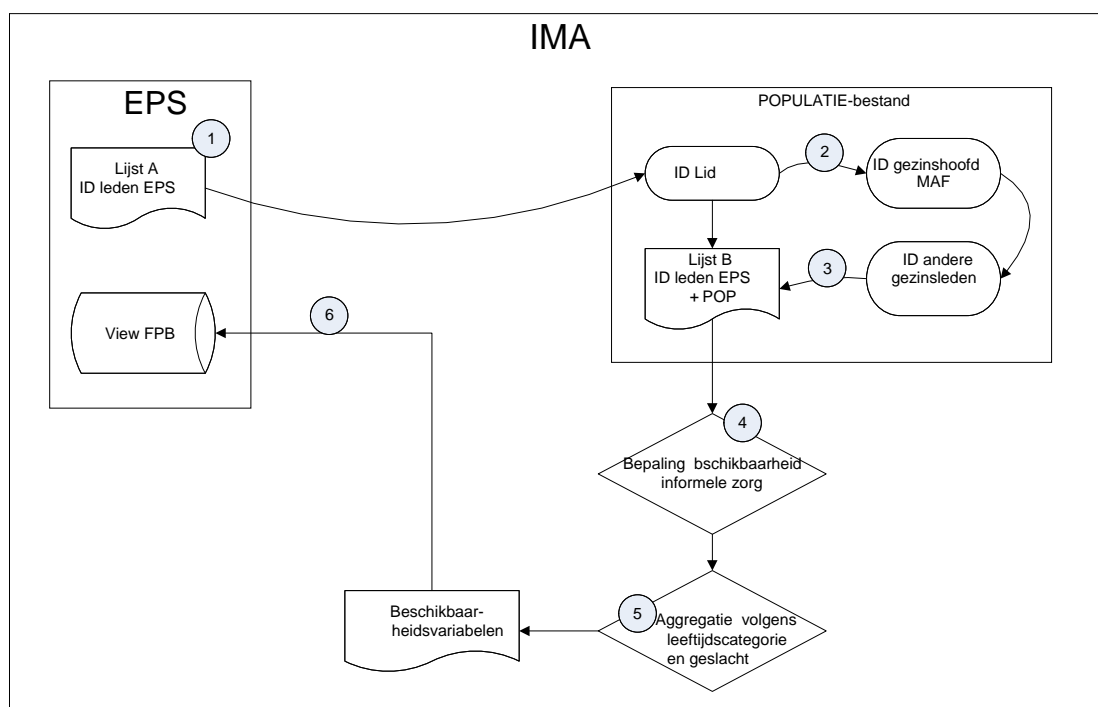 IMA
EPS
1
Lijst A
ID leden EPS
View FPB
POPULATIE-bestand
ID Lid
2
ID gezinshoofd
MAF
ID andere
gezinsleden
3
Lijst B
ID leden EPS
+ POP
4
Bepaling bschikbaarheid
informele zorg
5
Aggregatie volgens
leeftijdscategorie
en geslacht
Beschikbaar-
heidsvariabelen
6